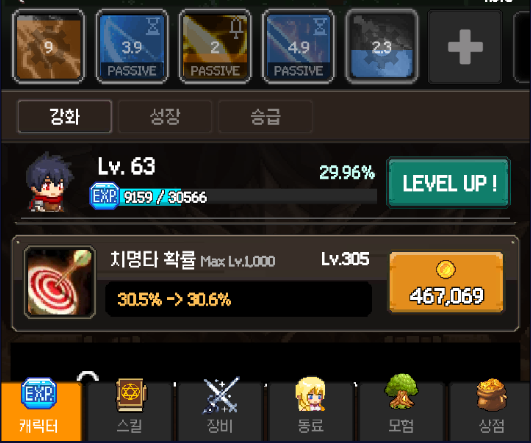 9
3.9
PASSIVE
2
PASSIVE
4.9
PASSIVE
2.3
강화
성장
승급
Lv. 63
29.96%
LEVEL UP !
EXP. 9159 / 30566
치명타 확률 Max Lv.1,000
Lv.305
30.5% -> 30.6%
467,069
EXP.
캐릭터
스킬
장비
동료
모험
상점